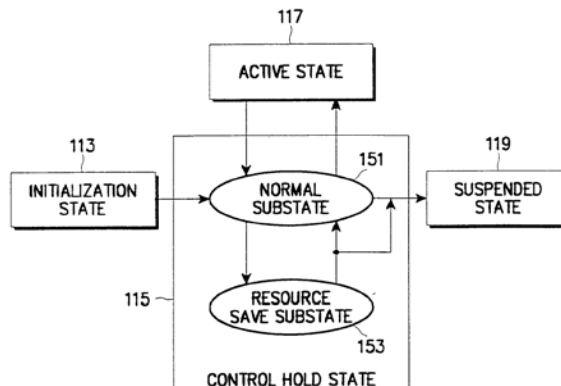 117
ACTIVE STATE
113
INITIALIZATION
STATE
151
NORMAL
SUBSTATE
119
SUSPENDED
STATE
115
RESOURCE
SAVE SUBSTATE
153
CONTROL HOLD STATE